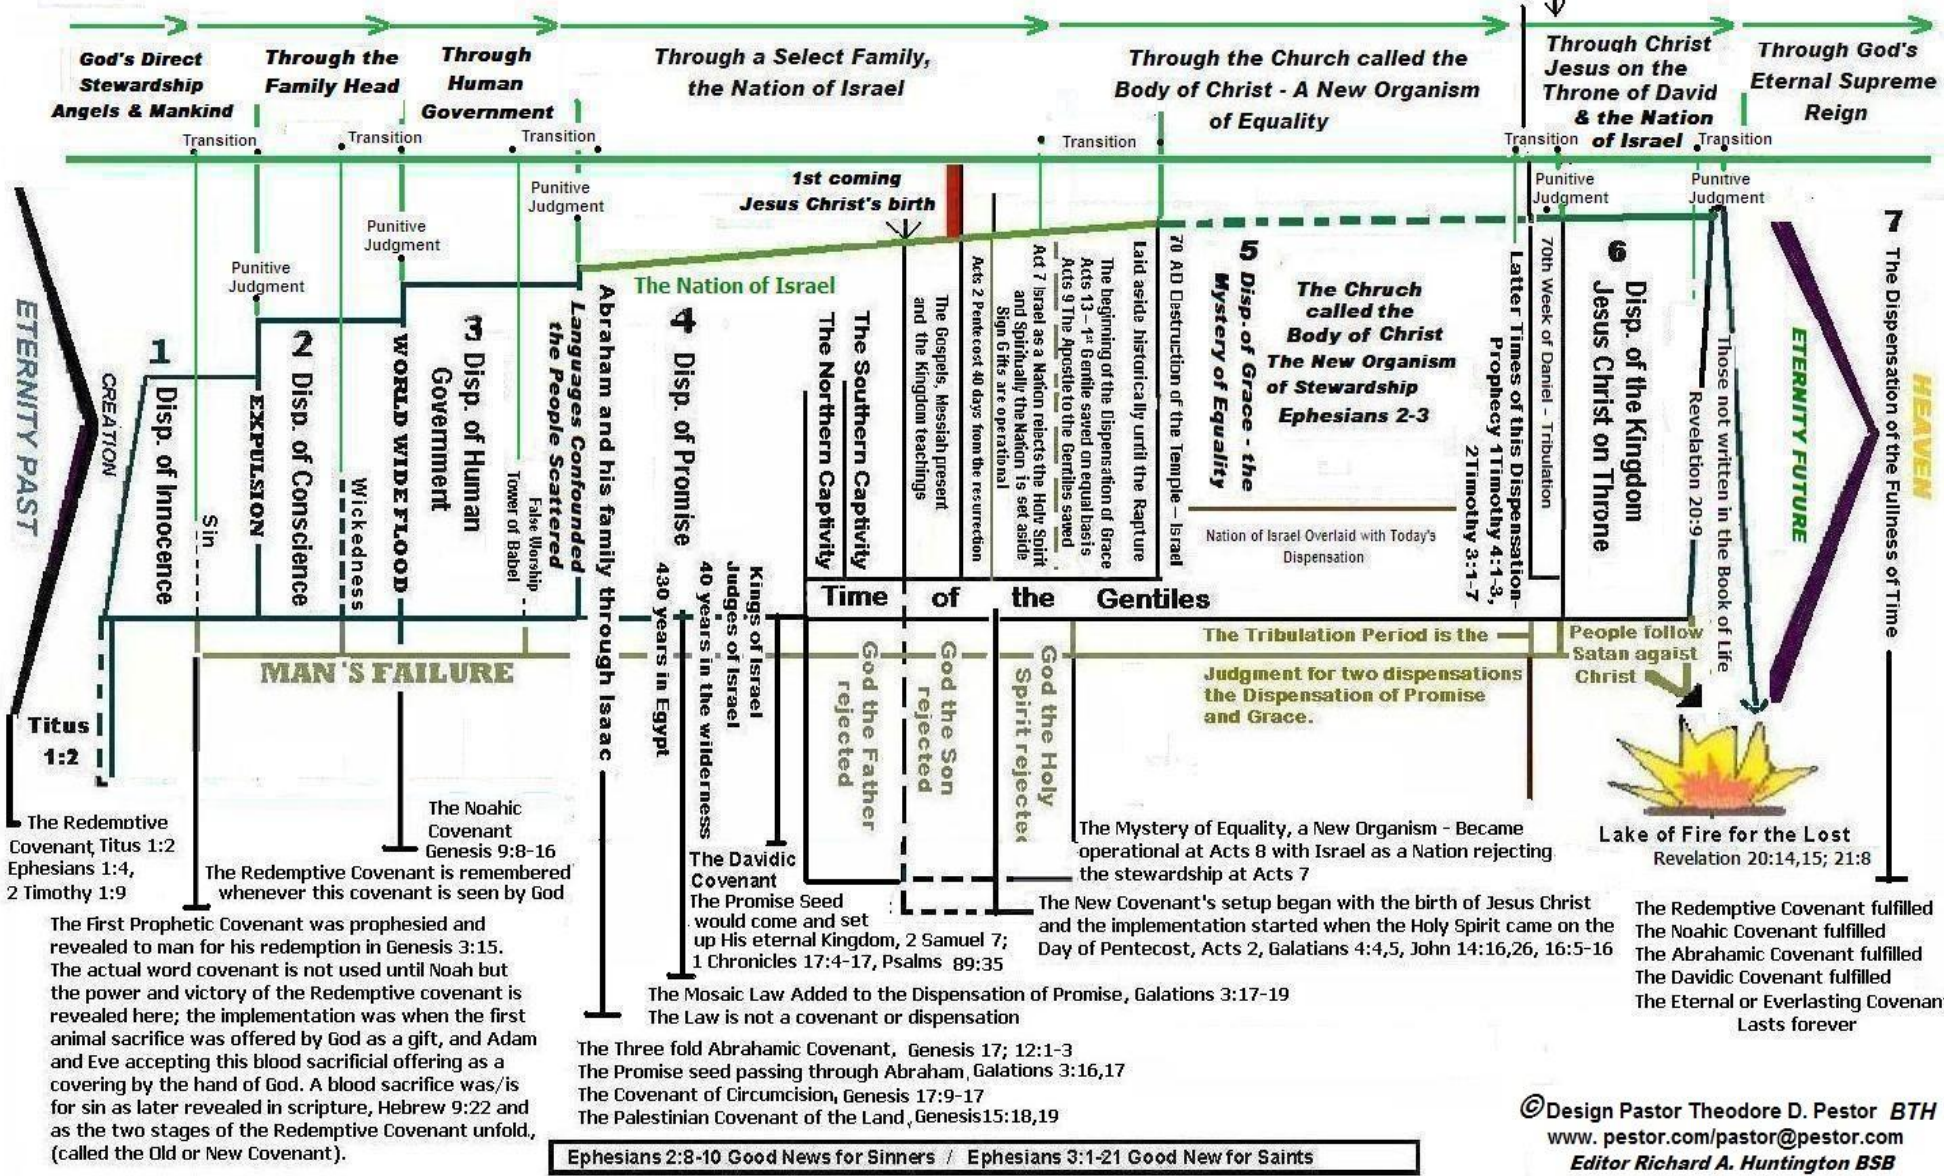 God's Direct
Stewardship
Angels & Mankind
Through the
Family Head
Through
Human
Government
Through a Select Family,
the Nation of Israel
Through the Church called the
Body of Christ - A New Organism
of Equality
Through Christ
Jesus on the
Throne of David
& the Nation
of Israel
Through God's
Eternal Supreme
Reign
Transition
Transition
Transition
Transition
Transition
Transition
Punitive
Judgment
Punitive
Judgment
Punitive
Judgment
Punitive
Judgment
Punitive
Judgment
1st coming
Jesus Christ's birth
ETERNITY PAST
CREATION
1
Disp. of Innocence
Sin
EXPULSION
2
Disp. of Conscience
Wickedness
WORLD WIDE FLOOD
3 Disp. of Human
Government
Tower of Babel
False Worship
Languages Confounded
the People Scattered
Abraham and his family through Isaac
The Nation of Israel
4 Disp. of Promise
430 years in Egypt
40 years in the wilderness
Judges of Israel
Kings of Israel
The Northern Captivity
The Southern Captivity
The Gospels, Messiah present
and the Kingdom teachings
Acts 2 Pentecost 40 days from the resurrection
Sign Gifts are operational
Act 7 Israel as a Nation rejects the Holy Spirit
and Spiritually the Nation is set aside
Acts 9 The Apostle to the Gentiles saved
Acts 13 - 1st Gentile saved on equal basis
The beginning of the Dispensation of Grace
Laid aside historically until the Rapture
70 AD Destruction of the Temple - Israel
5 Disp. of Grace - the
Mystery of Equality
The Chruch
called the
Body of Christ
The New Organism
of Stewardship
Ephesians 2-3
Nation of Israel Overlaid with Today's
Dispensation
Latter Times of this Dispensation-
Prophecy 1Timothy 4:1-3,
2Timothy 3:1-7
70th Week of Daniel - Tribulation
6
Disp. of the Kingdom
Jesus Christ on Throne
Revelation 20:9
Those not written in the Book of Life
ETERNITY FUTURE
7 The Dispensation of the Fullness of Time
HEAVEN
Time of the Gentiles
MAN'S FAILURE
God the Father
rejected
God the Son
rejected
God the Holy
Spirit rejected
The Tribulation Period is the
Judgment for two dispensations
the Dispensation of Promise
and Grace.
People follow
Satan agaist
Christ
Titus
1:2
The Redemptive
Covenant, Titus 1:2
Ephesians 1:4,
2 Timothy 1:9
The Noahic
Covenant
Genesis 9:8-16
The Redemptive Covenant is remembered
whenever this covenant is seen by God
The First Prophetic Covenant was prophesied and
revealed to man for his redemption in Genesis 3:15.
The actual word covenant is not used until Noah but
the power and victory of the Redemptive covenant is
revealed here; the implementation was when the first
animal sacrifice was offered by God as a gift, and Adam
and Eve accepting this blood sacrificial offering as a
covering by the hand of God. A blood sacrifice was/is
for sin as later revealed in scripture, Hebrew 9:22 and
as the two stages of the Redemptive Covenant unfold.,
(called the Old or New Covenant).
The Davidic
Covenant
The Promise Seed
would come and set
up His eternal Kingdom, 2 Samuel 7;
1 Chronicles 17:4-17, Psalms 89:35
The Mosaic Law Added to the Dispensation of Promise, Galations 3:17-19
The Law is not a covenant or dispensation
The Three fold Abrahamic Covenant, Genesis 17; 12:1-3
The Promise seed passing through Abraham, Galations 3:16,17
The Covenant of Circumcision, Genesis 17:9-17
The Palestinian Covenant of the Land, Genesis15:18,19
The Mystery of Equality, a New Organism - Became
operational at Acts 8 with Israel as a Nation rejecting
the stewardship at Acts 7
The New Covenant's setup began with the birth of Jesus Christ
and the implementation started when the Holy Spirit came on the
Day of Pentecost, Acts 2, Galatians 4:4,5, John 14:16,26, 16:5-16
Lake of Fire for the Lost
Revelation 20:14,15; 21:8
The Redemptive Covenant fulfilled
The Noahic Covenant fulfilled
The Abrahamic Covenant fulfilled
The Davidic Covenant fulfilled
The Eternal or Everlasting Covenant
Lasts forever
Ephesians 2:8-10 Good News for Sinners / Ephesians 3:1-21 Good New for Saints
©Design Pastor Theodore D. Pestor BTH
www. pestor.com/pastor@pestor.com
Editor Richard A. Huntington BSB